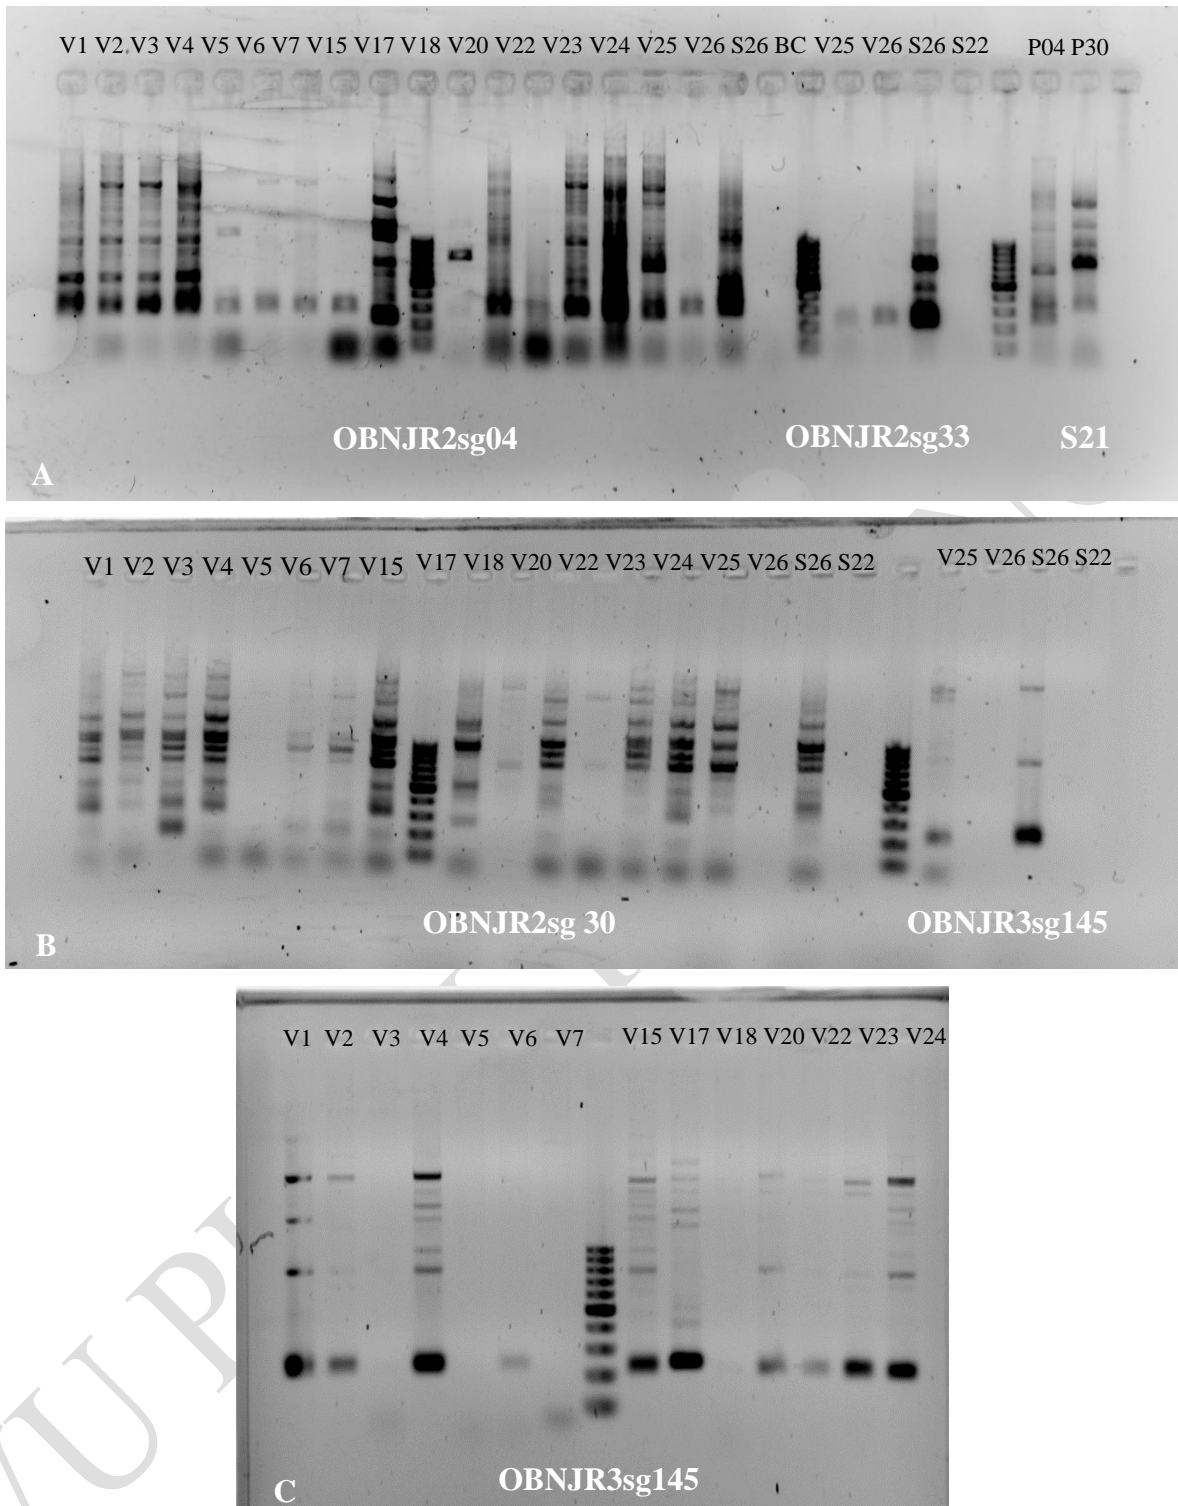 V1 V2 V3 V4 V5 V6 V7 V15 V17 V18 V20 V22 V23 V24 V25 V26 S26 BC V25 V26 S26 S22 P04 P30
OBNJR2sg04 OBNJR2sg33 S21
A
V1 V2 V3 V4 V5 V6 V7 V15 V17 V18 V20 V22 V23 V24 V25 V26 S26 S22 V25 V26 S26 S22
OBNJR2sg 30 OBNJR3sg145
B
V1 V2 V3 V4 V5 V6 V7 V15 V17 V18 V20 V22 V23 V24
OBNJR3sg145
C